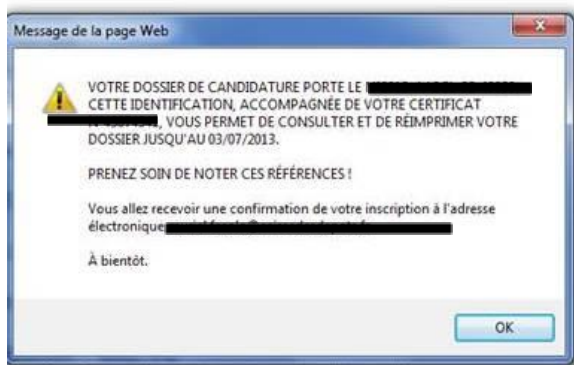 Message de la page Web
VOTRE DOSSIER DE CANDIDATURE PORTE LE
CETTE IDENTIFICATION, ACCOMPAGNÉE DE VOTRE CERTIFICAT
, VOUS PERMET DE CONSULTER ET DE RÉIMPRIMER VOTRE
DOSSIER JUSQU'AU 03/07/2013.
PRENEZ SOIN DE NOTER CES RÉFÉRENCES !
Vous allez recevoir une confirmation de votre inscription à l'adresse
électronique
À bientôt.
OK